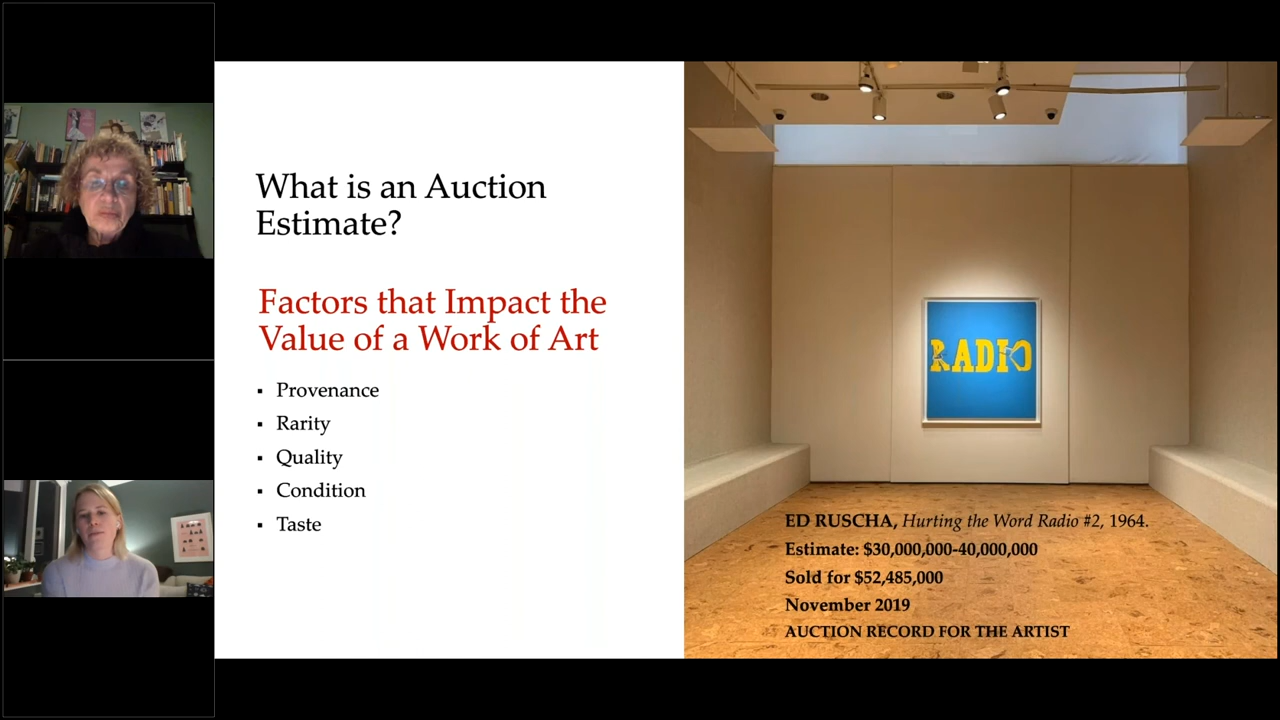 What is an Auction
Estimate?
Factors that Impact the
Value of a Work of Art
▪ Provenance
▪ Rarity
▪ Quality
▪ Condition
▪ Taste
RADIO
ED RUSCHA, Hurting the Word Radio #2, 1964.
Estimate: $30,000,000-40,000,000
Sold for $52,485,000
November 2019
AUCTION RECORD FOR THE ARTIST